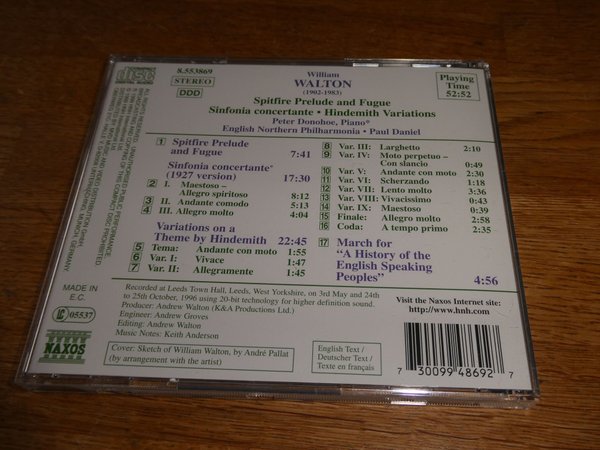 COMPACT
disc
DIGITAL AUDIO
8.553869
STEREO
DDD
William
WALTON
(1902-1983)
Spitfire Prelude and Fugue
Sinfonia concertante • Hindemith Variations
Peter Donohoe, Piano*
English Northern Philharmonia • Paul Daniel
Playing
Time
52:52
1 Spitfire Prelude
and Fugue 7:41
Sinfonia concertante*
(1927 version) 17:30
2 I. Maestoso –
Allegro spiritoso 8:12
3 II. Andante comodo 5:13
4 III. Allegro molto 4:04
Variations on a
Theme by Hindemith 22:45
5 Tema: Andante con moto 1:55
6 Var. I: Vivace 1:47
7 Var. II: Allegramente 1:45
8 Var. III: Larghetto 2:10
9 Var. IV: Moto perpetuo –
Con slancio 0:49
10 Var. V: Andante con moto 2:30
11 Var. VI: Scherzando 1:18
12 Var. VII: Lento molto 3:36
13 Var. VIII: Vivacissimo 0:43
14 Var. IX: Maestoso 0:39
15 Finale: Allegro molto 2:58
16 Coda: A tempo primo 2:35
17 March for
"A History of the
English Speaking
Peoples" 4:56
Recorded at Leeds Town Hall, Leeds, West Yorkshire, on 3rd May and 24th
to 25th October, 1996 using 20-bit technology for higher definition sound.
Producer: Andrew Walton (K&A Productions Ltd.)
Engineer: Andrew Groves
Editing: Andrew Walton
Music Notes: Keith Anderson
Cover: Sketch of William Walton, by André Pallat
(by arrangement with the artist)
English Text /
Deutscher Text /
Texte en français
Visit the Naxos Internet site:
http://www.hnh.com
7 30099 48692 7
MADE IN
E.C.
LC 05537
NAXOS